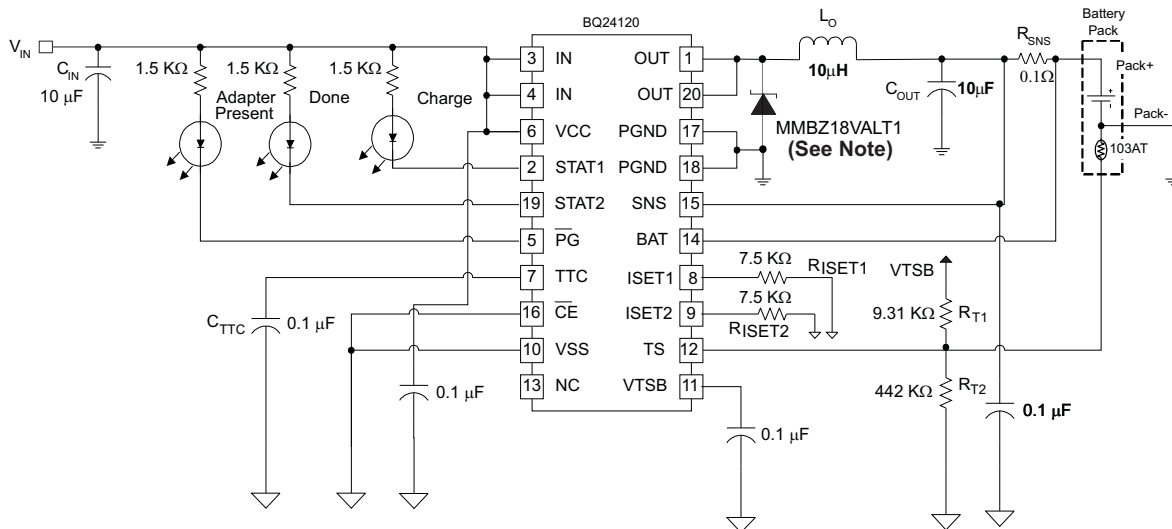 BQ24120
V_IN
C_IN
10 μF
1.5 KΩ
1.5 KΩ
1.5 KΩ
Adapter
Present
Done
Charge
3 IN
4 IN
6 VCC
2 STAT1
19 STAT2
5 P̅G̅
7 TTC
16 C̅E̅
10 VSS
13 NC
OUT 1
OUT 20
PGND 17
PGND 18
SNS 15
BAT 14
ISET1 8
ISET2 9
TS 12
VTSB 11
C_TTC
0.1 μF
0.1 μF
0.1 μF
L_O
10μH
MMBZ18VALT1
(See Note)
C_OUT
10μF
R_SNS
0.1Ω
Battery
Pack
Pack+
+
-
Pack-
103AT
7.5 KΩ
R_ISET1
7.5 KΩ
R_ISET2
VTSB
9.31 KΩ
R_T1
442 KΩ
R_T2
0.1 μF